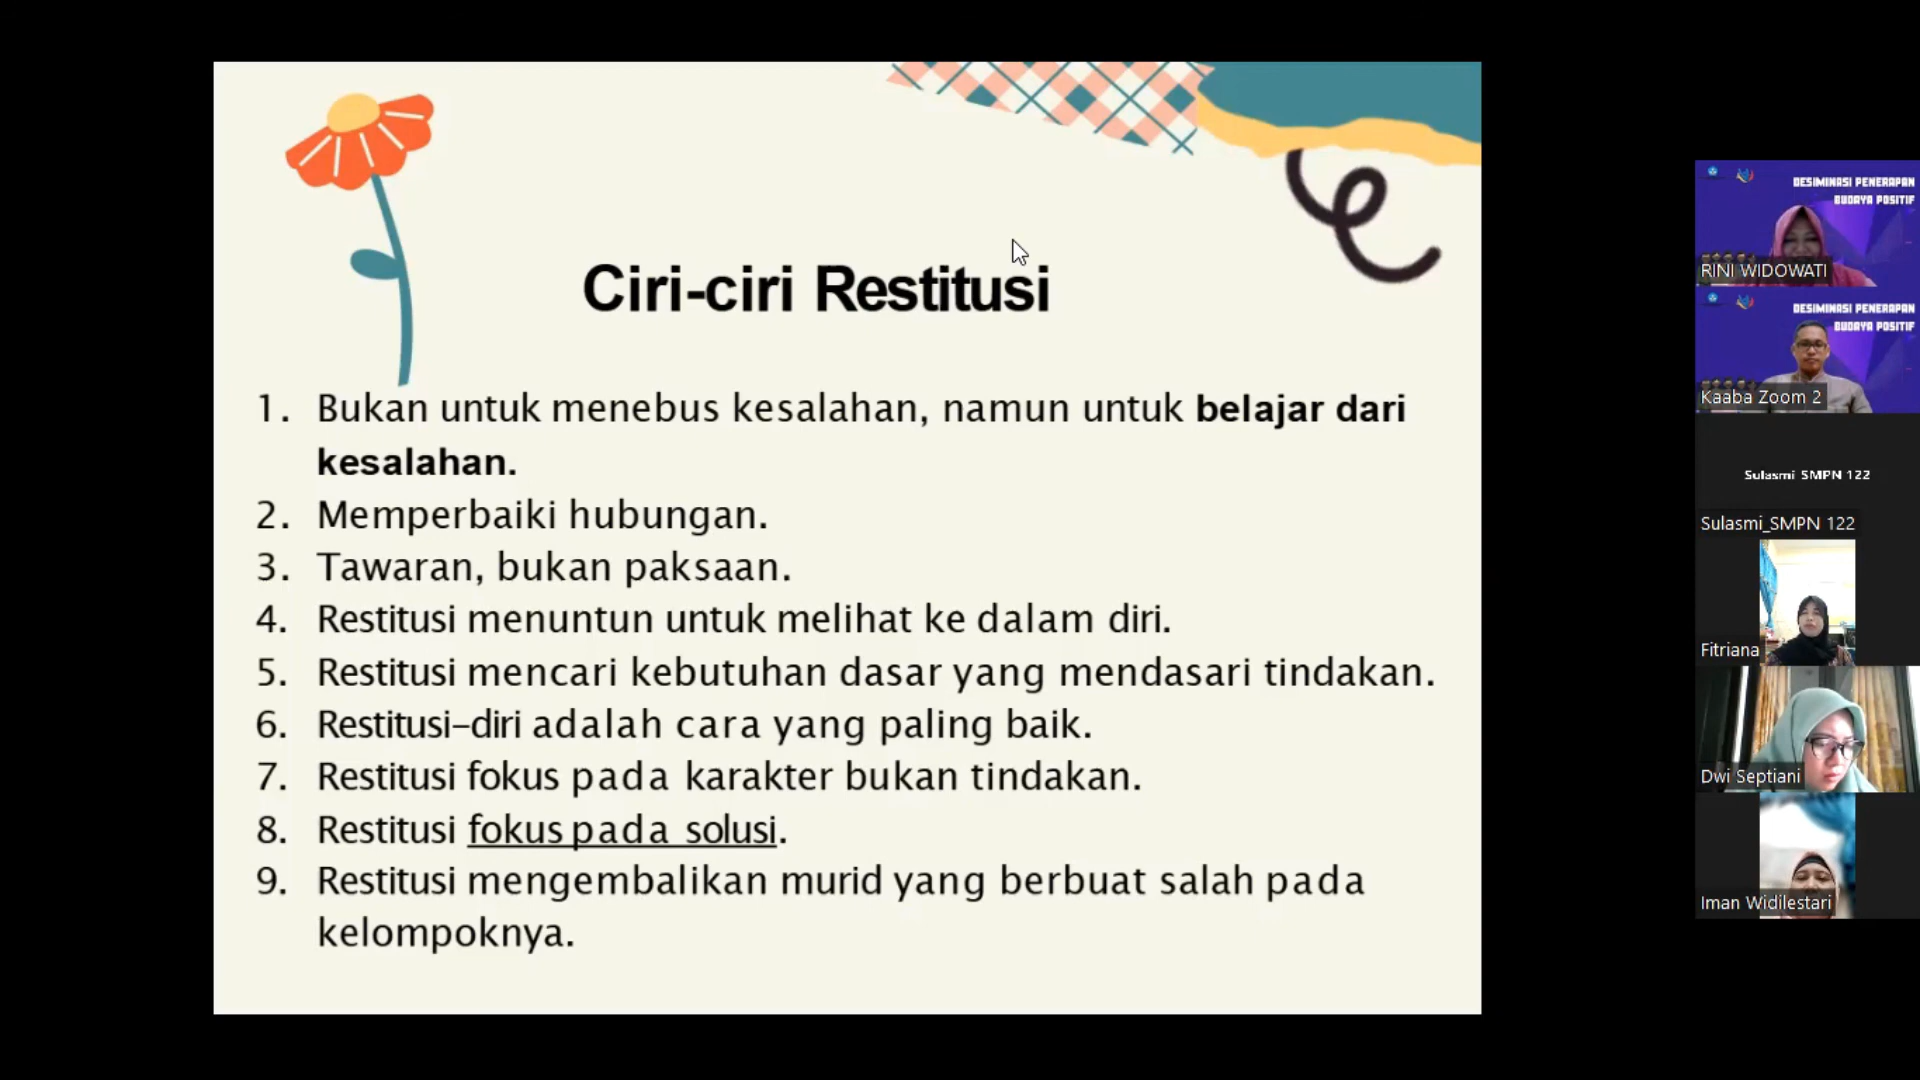 Ciri-ciri Restitusi
1. Bukan untuk menebus kesalahan, namun untuk belajar dari
kesalahan.
2. Memperbaiki hubungan.
3. Tawaran, bukan paksaan.
4. Restitusi menuntun untuk melihat ke dalam diri.
5. Restitusi mencari kebutuhan dasar yang mendasari tindakan.
6. Restitusi-diri adalah cara yang paling baik.
7. Restitusi fokus pada karakter bukan tindakan.
8. Restitusi fokus pada solusi.
9. Restitusi mengembalikan murid yang berbuat salah pada
kelompoknya.
DESIMINASI PENERAPAN
BUDAYA POSITIF
RINI WIDOWATI
DESIMINASI PENERAPAN
BUDAYA POSITIF
Kaaba Zoom 2
Sulasmi SMPN 122
Sulasmi_SMPN 122
Fitriana
Dwi Septiani
Iman Widilestari